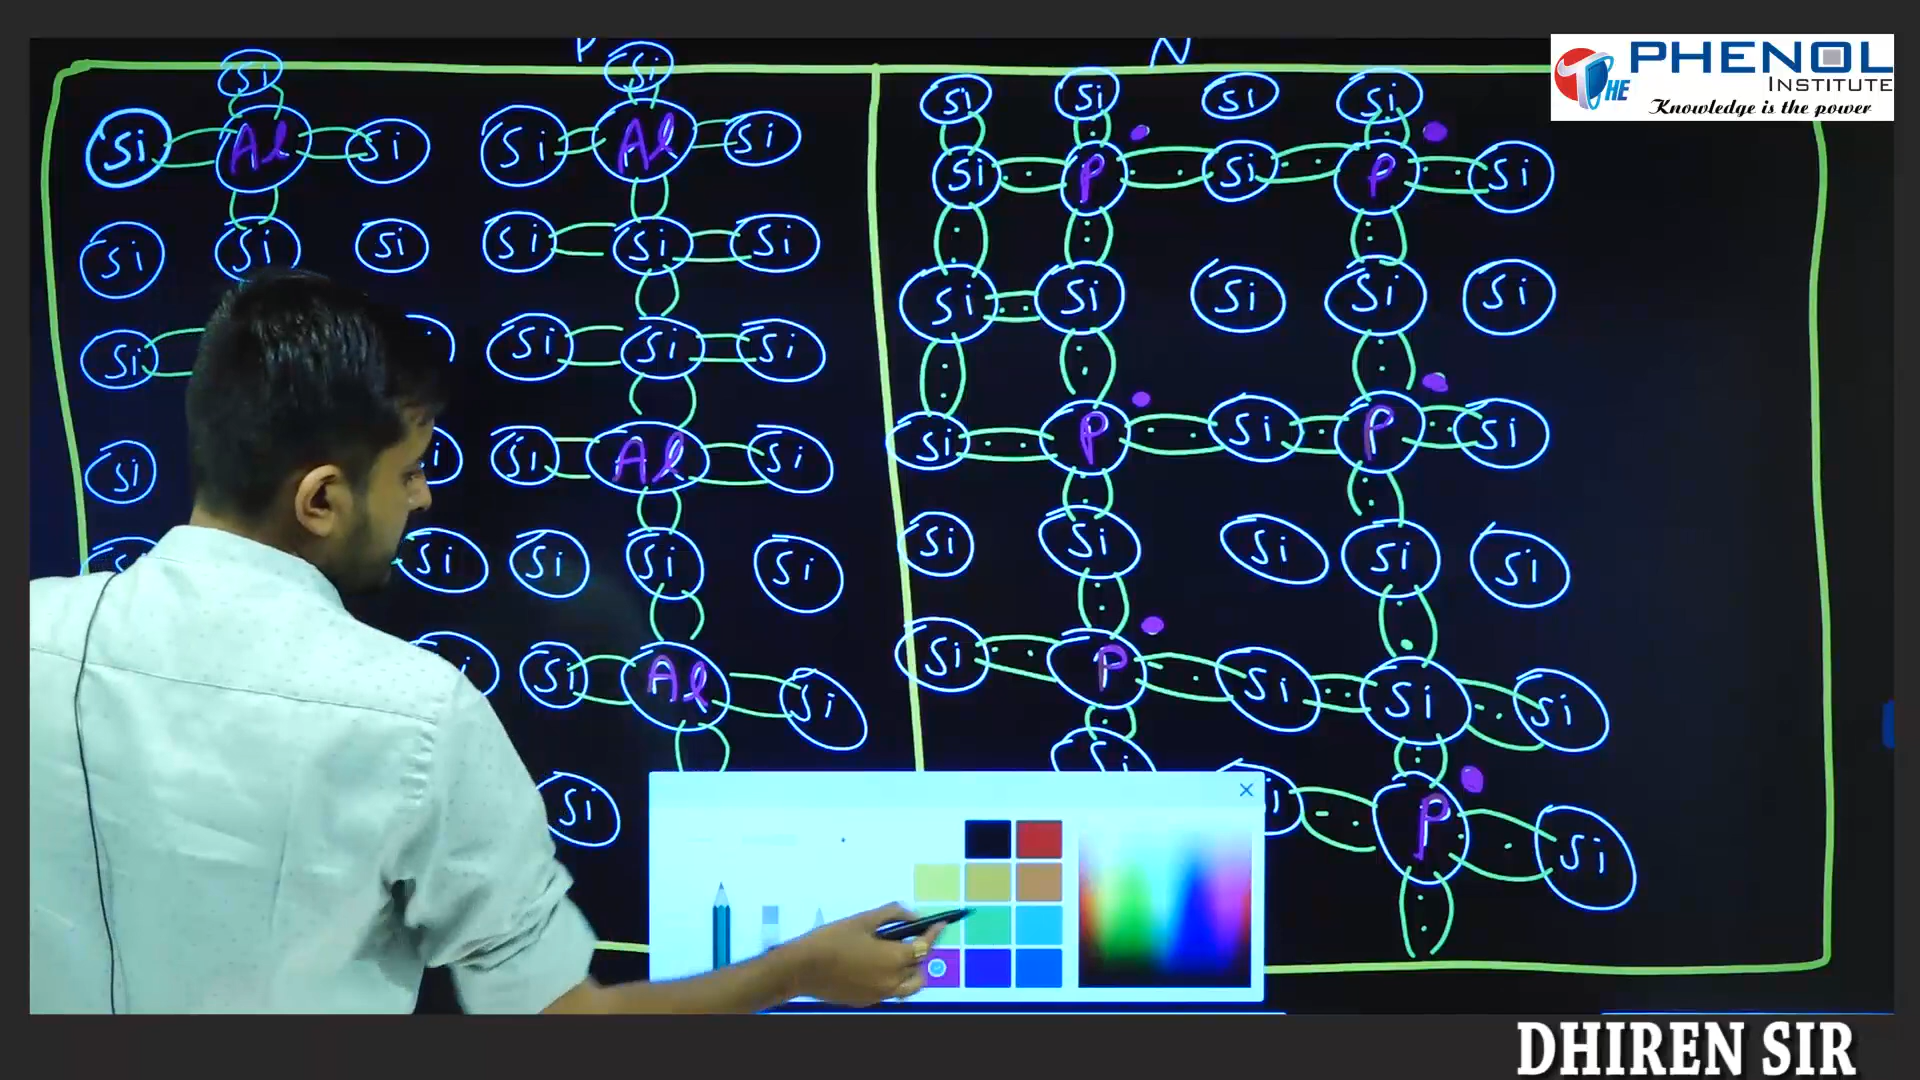 P N
Si Si Si Si Si Si
Si Al Si Si Al Si Si P Si P Si
Si Si Si Si Si Si Si Si Si Si Si
Si Si Si Si Si P Si P Si
Si Si Al Si Si Si Si Si Si
Si Si Si Si Si P Si Si Si
Si Al Si Si
Si P Si
THE PHENOL
INSTITUTE
Knowledge is the power
DHIREN SIR